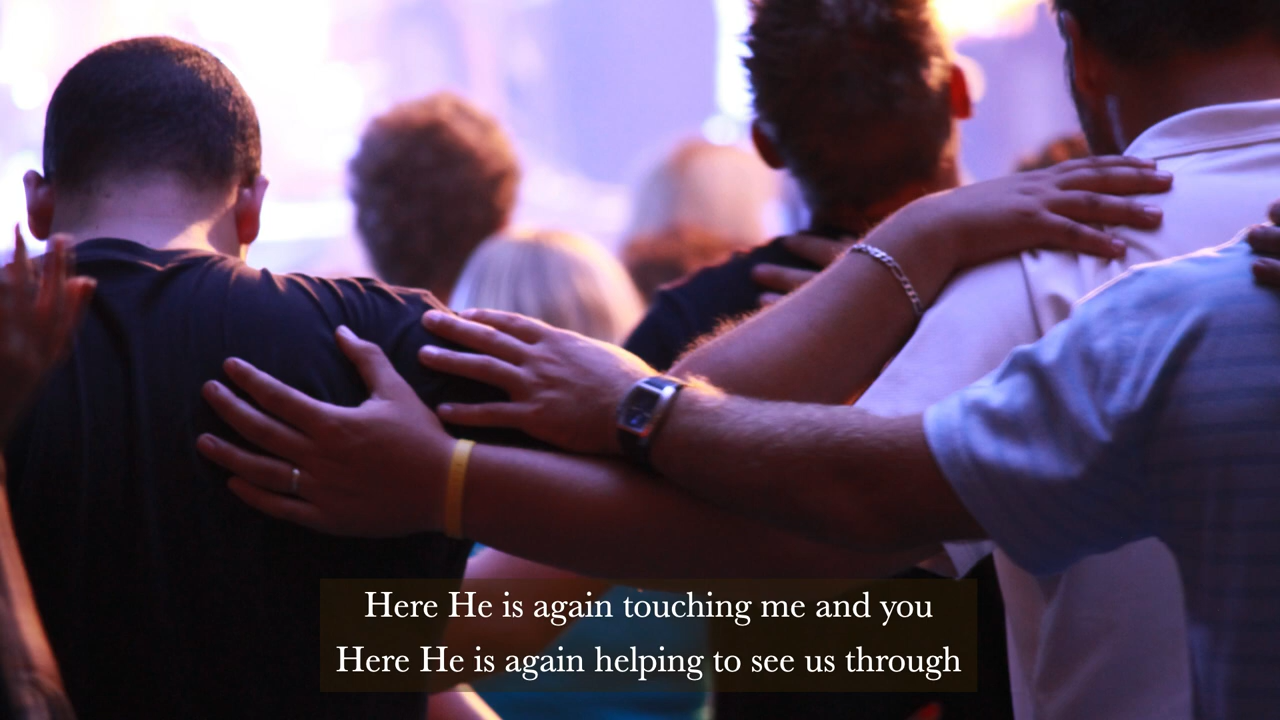 Here He is again touching me and you
Here He is again helping to see us through